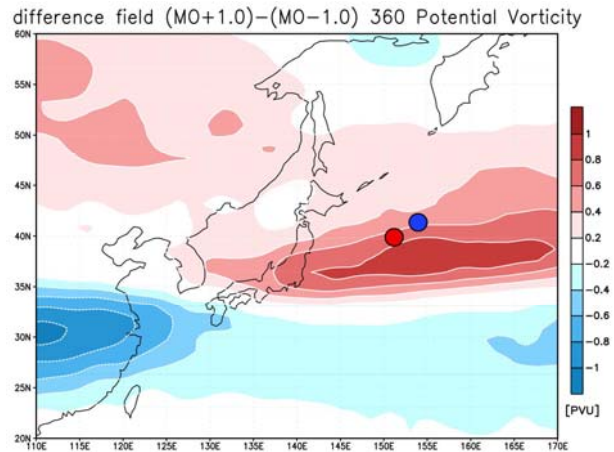 difference field (MO+1.0)−(MO−1.0) 360 Potential Vorticity
60N
55N
50N
45N
40N
35N
30N
25N
20N
110E 115E 120E 125E 130E 135E 140E 145E 150E 155E 160E 165E 170E
1
0.8
0.6
0.4
0.2
−0.2
−0.4
−0.6
−0.8
−1
[PVU]